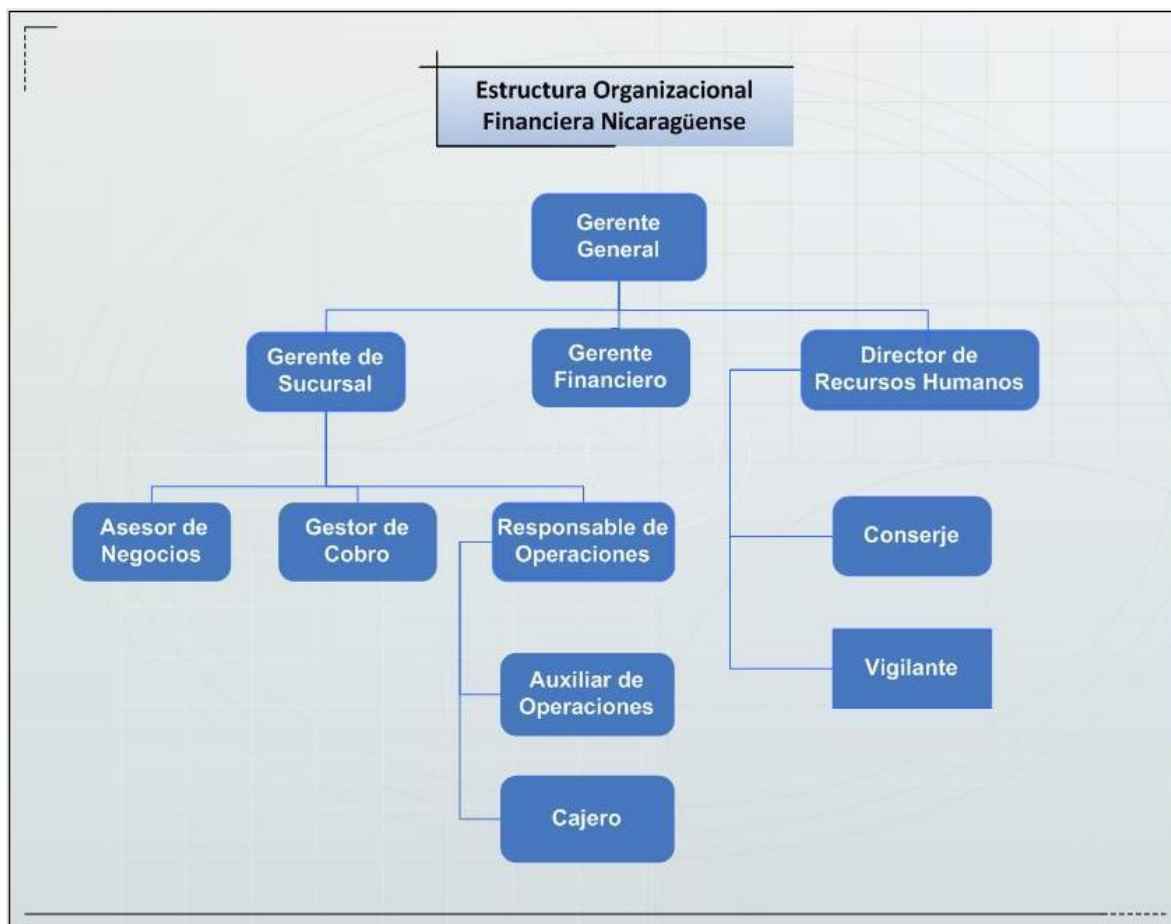 Estructura Organizacional
Financiera Nicaragüense
Gerente
General
Gerente de
Sucursal
Gerente
Financiero
Director de
Recursos Humanos
Asesor de
Negocios
Gestor de
Cobro
Responsable de
Operaciones
Conserje
Auxiliar de
Operaciones
Vigilante
Cajero